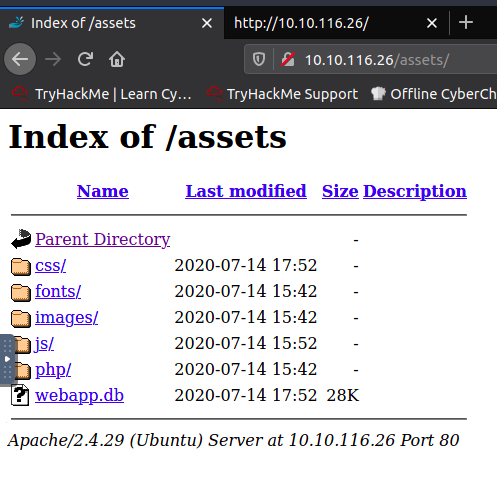 Index of /assets
http://10.10.116.26/
10.10.116.26/assets/
TryHackMe | Learn Cy… TryHackMe Support Offline CyberCh
Index of /assets
Name Last modified Size Description
Parent Directory -
css/ 2020-07-14 17:52 -
fonts/ 2020-07-14 15:42 -
images/ 2020-07-14 15:42 -
js/ 2020-07-14 15:52 -
php/ 2020-07-14 15:42 -
webapp.db 2020-07-14 17:52 28K
Apache/2.4.29 (Ubuntu) Server at 10.10.116.26 Port 80